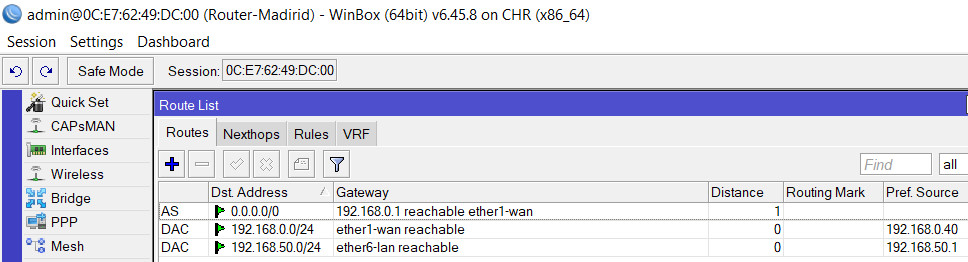 admin@0C:E7:62:49:DC:00 (Router-Madirid) - WinBox (64bit) v6.45.8 on CHR (x86_64)
Session Settings Dashboard
Safe Mode Session: 0C:E7:62:49:DC:00
Quick Set
CAPsMAN
Interfaces
Wireless
Bridge
PPP
Mesh
Route List
Routes Nexthops Rules VRF
Find all
Dst. Address Gateway Distance Routing Mark Pref. Source
AS 0.0.0.0/0 192.168.0.1 reachable ether1-wan 1
DAC 192.168.0.0/24 ether1-wan reachable 0 192.168.0.40
DAC 192.168.50.0/24 ether6-lan reachable 0 192.168.50.1